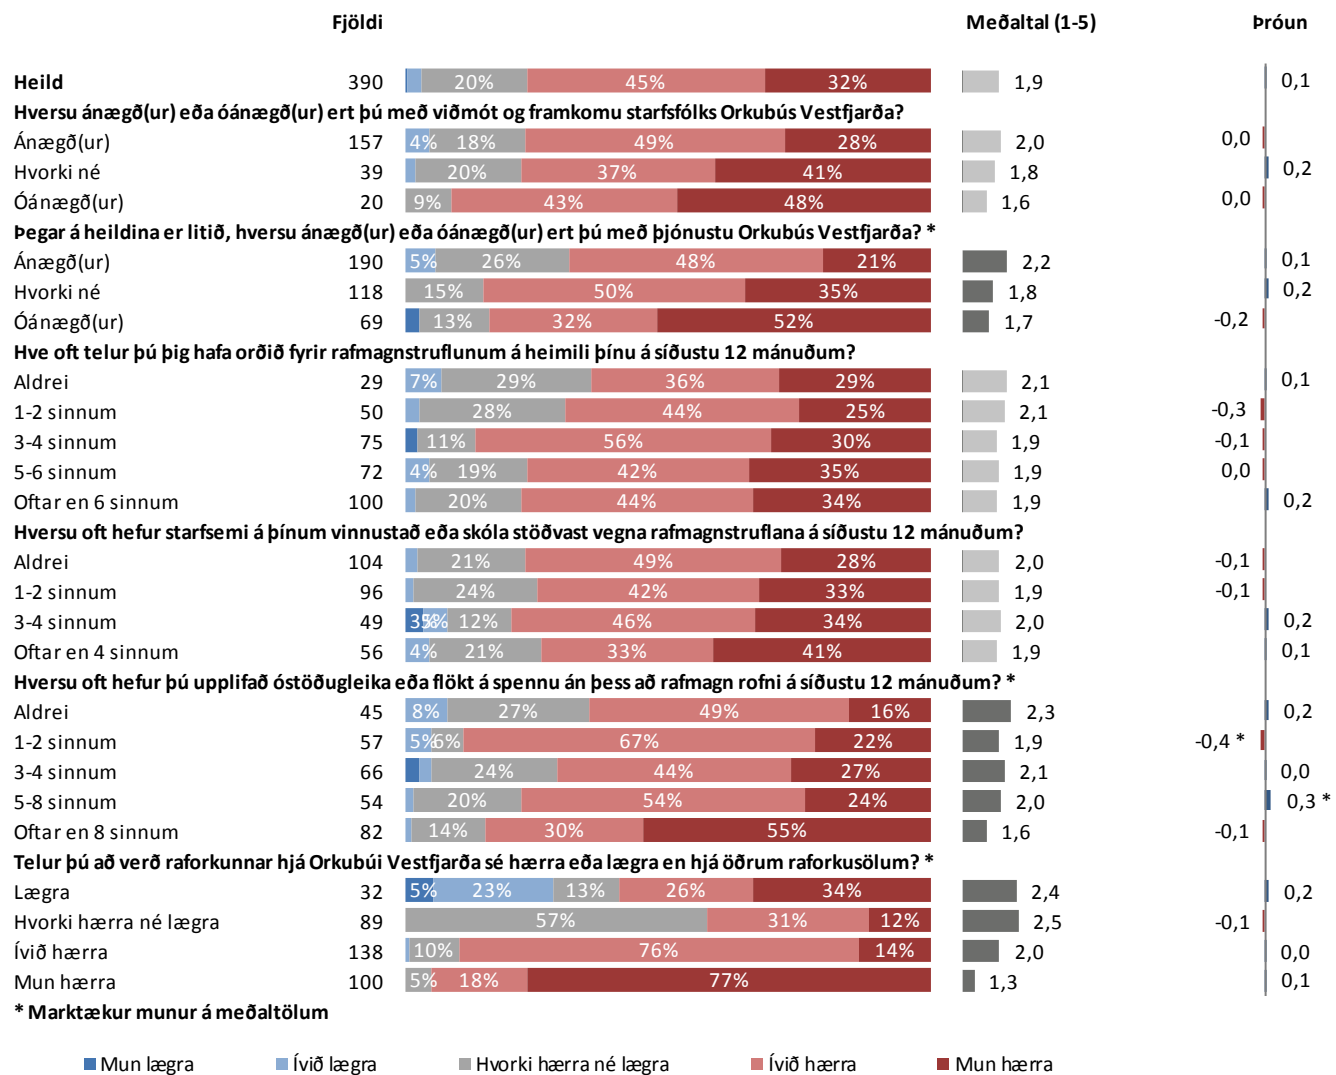 Fjöldi Meðaltal (1-5) Þróun
Heild 390 20% 45% 32% 1,9 0,1
Hversu ánægð(ur) eða óánægð(ur) ert þú með viðmót og framkomu starfsfólks Orkubús Vestfjarða?
Ánægð(ur) 157 4% 18% 49% 28% 2,0 0,0
Hvorki né 39 20% 37% 41% 1,8 0,2
Óánægð(ur) 20 9% 43% 48% 1,6 0,0
Þegar á heildina er litið, hversu ánægð(ur) eða óánægð(ur) ert þú með þjónustu Orkubús Vestfjarða? *
Ánægð(ur) 190 5% 26% 48% 21% 2,2 0,1
Hvorki né 118 15% 50% 35% 1,8 0,2
Óánægð(ur) 69 13% 32% 52% 1,7 -0,2
Hve oft telur þú þig hafa orðið fyrir rafmagnstruflunum á heimili þínu á síðustu 12 mánuðum?
Aldrei 29 7% 29% 36% 29% 2,1 0,1
1-2 sinnum 50 28% 44% 25% 2,1 -0,3
3-4 sinnum 75 11% 56% 30% 1,9 -0,1
5-6 sinnum 72 4% 19% 42% 35% 1,9 0,0
Oftar en 6 sinnum 100 20% 44% 34% 1,9 0,2
Hversu oft hefur starfsemi á þínum vinnustað eða skóla stöðvast vegna rafmagnstruflana á síðustu 12 mánuðum?
Aldrei 104 21% 49% 28% 2,0 -0,1
1-2 sinnum 96 24% 42% 33% 1,9 -0,1
3-4 sinnum 49 3% 5% 12% 46% 34% 2,0 0,2
Oftar en 4 sinnum 56 4% 21% 33% 41% 1,9 0,1
Hversu oft hefur þú upplifað óstöðugleika eða flökt á spennu án þess að rafmagn rofni á síðustu 12 mánuðum? *
Aldrei 45 8% 27% 49% 16% 2,3 0,2
1-2 sinnum 57 5% 6% 67% 22% 1,9 -0,4 *
3-4 sinnum 66 24% 44% 27% 2,1 0,0
5-8 sinnum 54 20% 54% 24% 2,0 0,3 *
Oftar en 8 sinnum 82 14% 30% 55% 1,6 -0,1
Telur þú að verð raforkunnar hjá Orkubúi Vestfjarða sé hærra eða lægra en hjá öðrum raforkusölum? *
Lægra 32 5% 23% 13% 26% 34% 2,4 0,2
Hvorki hærra né lægra 89 57% 31% 12% 2,5 -0,1
Ívið hærra 138 10% 76% 14% 2,0 0,0
Mun hærra 100 5% 18% 77% 1,3 0,1
* Marktækur munur á meðaltölum
Mun lægra Ívið lægra Hvorki hærra né lægra Ívið hærra Mun hærra